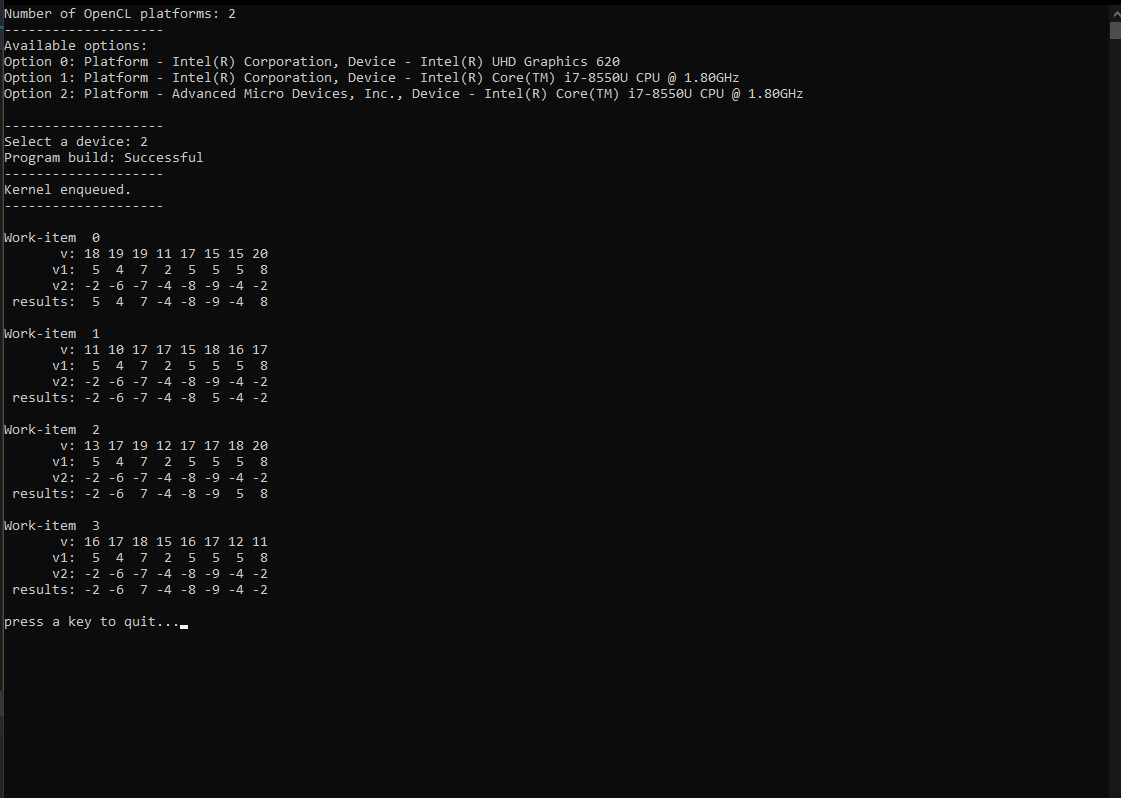 Number of OpenCL platforms: 2
--------------------
Available options:
Option 0: Platform - Intel(R) Corporation, Device - Intel(R) UHD Graphics 620
Option 1: Platform - Intel(R) Corporation, Device - Intel(R) Core(TM) i7-8550U CPU @ 1.80GHz
Option 2: Platform - Advanced Micro Devices, Inc., Device - Intel(R) Core(TM) i7-8550U CPU @ 1.80GHz
--------------------
Select a device: 2
Program build: Successful
--------------------
Kernel enqueued.
--------------------
Work-item  0
       v: 18 19 19 11 17 15 15 20
      v1:  5  4  7  2  5  5  5  8
      v2: -2 -6 -7 -4 -8 -9 -4 -2
 results:  5  4  7 -4 -8 -9 -4  8
Work-item  1
       v: 11 10 17 17 15 18 16 17
      v1:  5  4  7  2  5  5  5  8
      v2: -2 -6 -7 -4 -8 -9 -4 -2
 results: -2 -6 -7 -4 -8  5 -4 -2
Work-item  2
       v: 13 17 19 12 17 17 18 20
      v1:  5  4  7  2  5  5  5  8
      v2: -2 -6 -7 -4 -8 -9 -4 -2
 results: -2 -6  7 -4 -8 -9  5  8
Work-item  3
       v: 16 17 18 15 16 17 12 11
      v1:  5  4  7  2  5  5  5  8
      v2: -2 -6 -7 -4 -8 -9 -4 -2
 results: -2 -6  7 -4 -8 -9 -4 -2
press a key to quit...